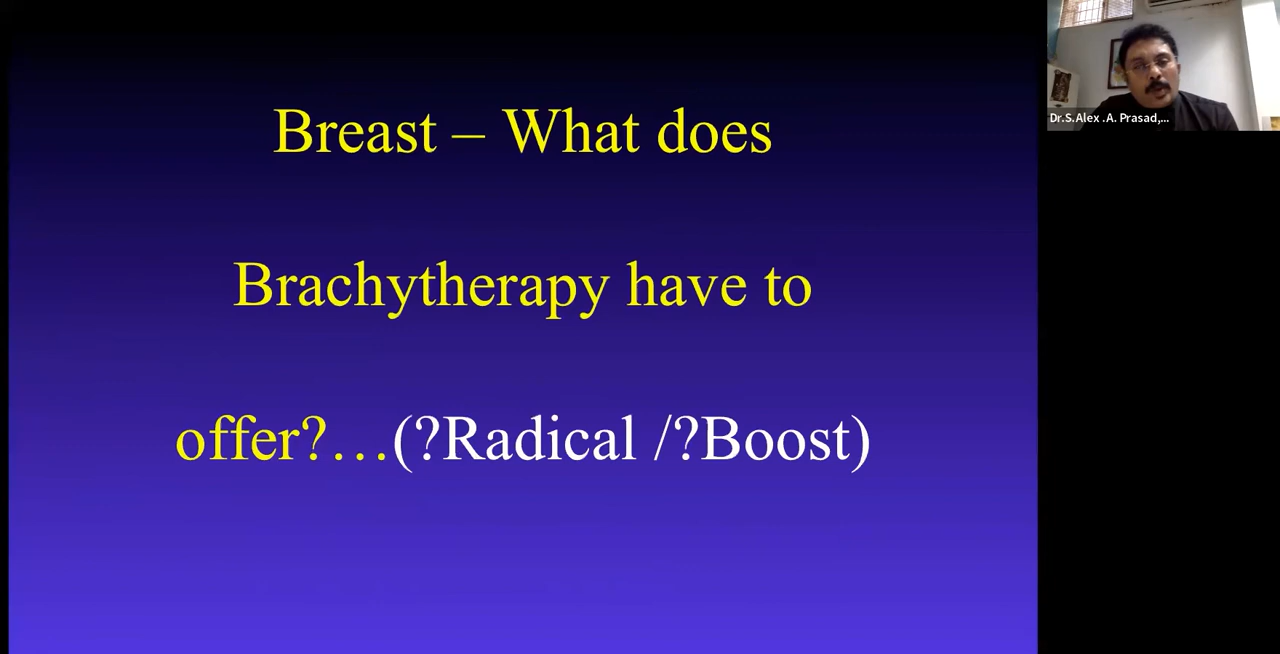 Breast – What does
Brachytherapy have to
offer?…(?Radical /?Boost)
Dr.S.Alex .A. Prasad,...